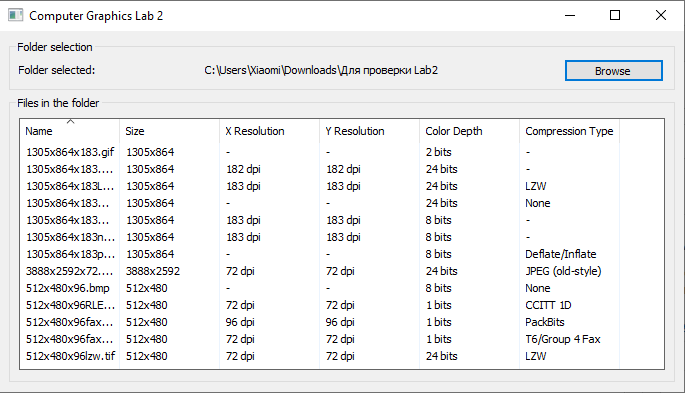 Computer Graphics Lab 2
Folder selection
Folder selected: C:\Users\Xiaomi\Downloads\Для проверки Lab2 Browse
Files in the folder
Name Size X Resolution Y Resolution Color Depth Compression Type
1305x864x183.gif 1305x864 - - 2 bits -
1305x864x183.... 1305x864 182 dpi 182 dpi 24 bits -
1305x864x183L... 1305x864 183 dpi 183 dpi 24 bits LZW
1305x864x183... 1305x864 - - 24 bits None
1305x864x183... 1305x864 183 dpi 183 dpi 8 bits -
1305x864x183n... 1305x864 183 dpi 183 dpi 8 bits -
1305x864x183p... 1305x864 - - 8 bits Deflate/Inflate
3888x2592x72.... 3888x2592 72 dpi 72 dpi 24 bits JPEG (old-style)
512x480x96.bmp 512x480 - - 8 bits None
512x480x96RLE... 512x480 72 dpi 72 dpi 1 bits CCITT 1D
512x480x96fax... 512x480 96 dpi 96 dpi 1 bits PackBits
512x480x96fax... 512x480 72 dpi 72 dpi 1 bits T6/Group 4 Fax
512x480x96lzw.tif 512x480 72 dpi 72 dpi 24 bits LZW